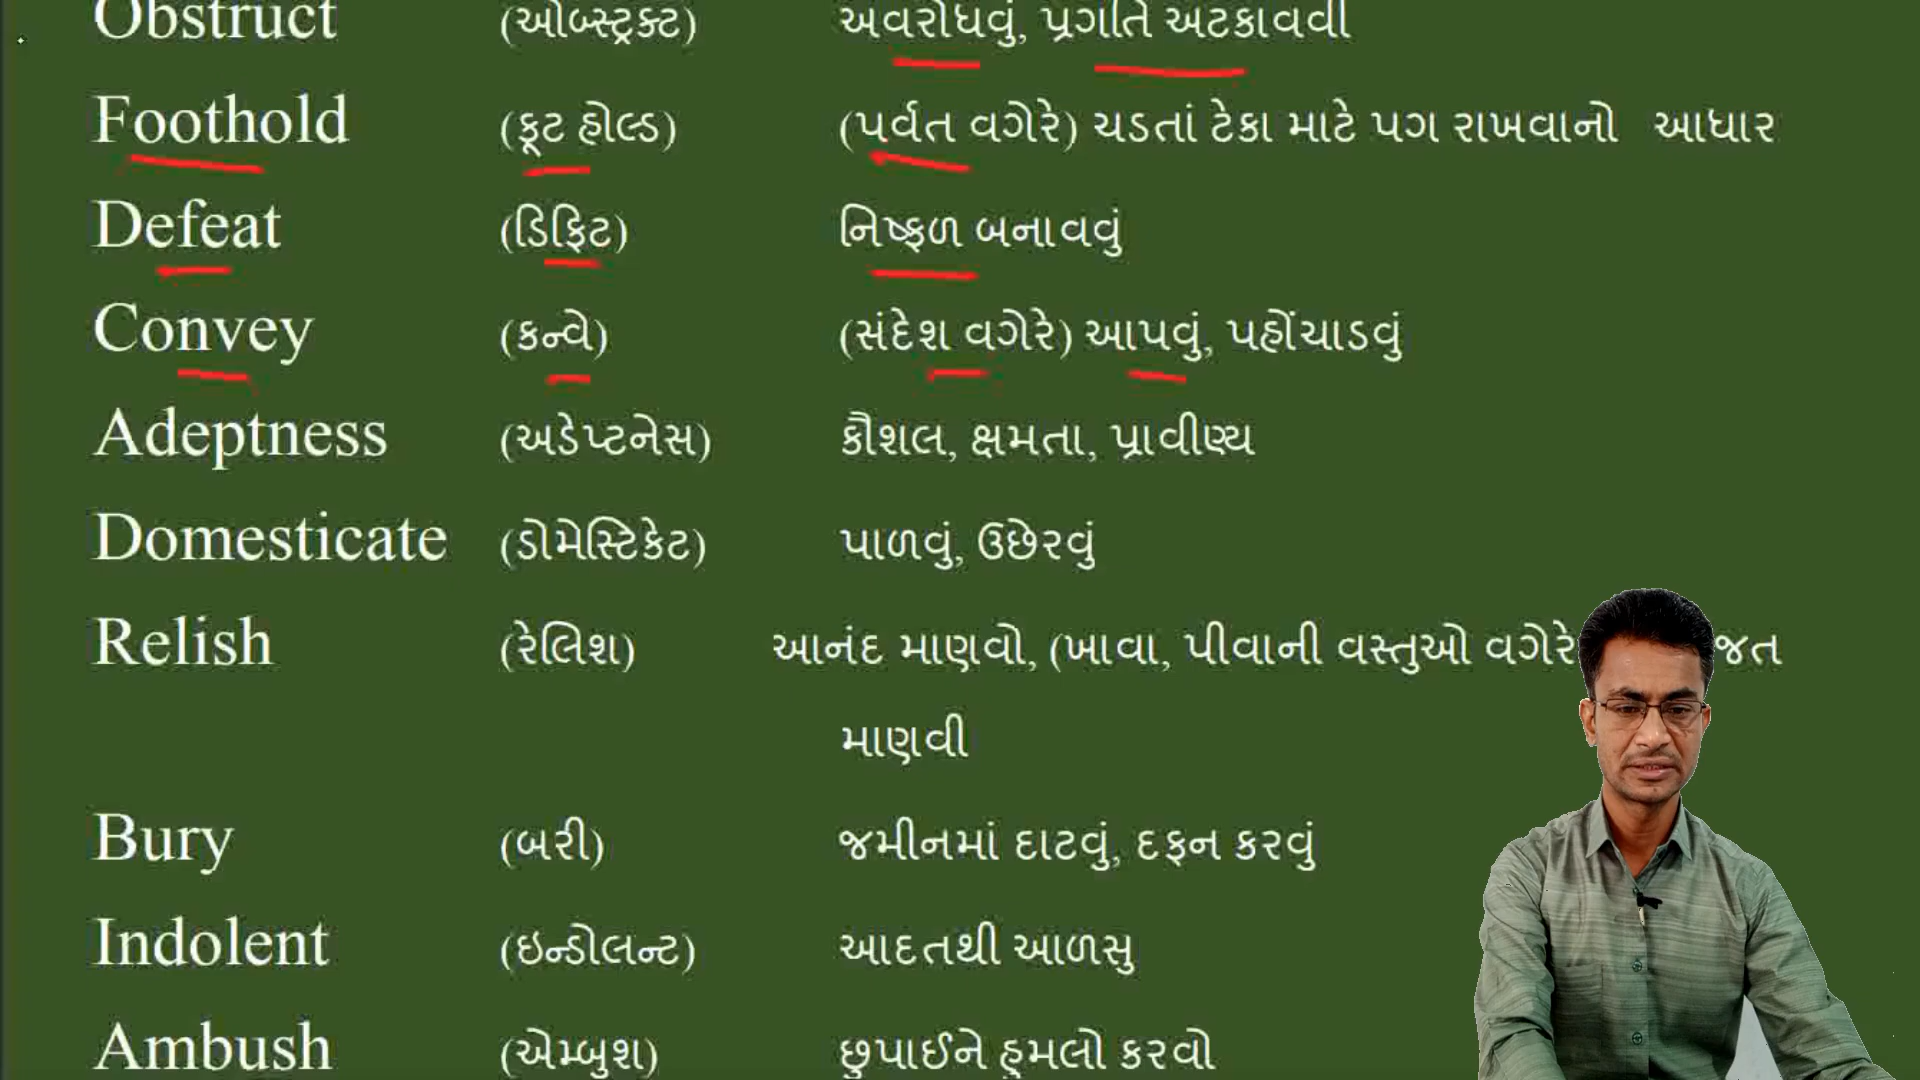 Obstruct (ઓબ્સ્ટ્રક્ટ) અવરોધવું, પ્રગતિ અટકાવવી
Foothold (ફૂટ હોલ્ડ) (પર્વત વગેરે) ચડતાં ટેકા માટે પગ રાખવાનો આધાર
Defeat (ડિફિટ) નિષ્ફળ બનાવવું
Convey (કન્વે) (સંદેશ વગેરે) આપવું, પહોંચાડવું
Adeptness (અડેપ્ટનેસ) કૌશલ, ક્ષમતા, પ્રાવીણ્ય
Domesticate (ડોમેસ્ટિકેટ) પાળવું, ઉછેરવું
Relish (રેલિશ) આનંદ માણવો, (ખાવા, પીવાની વસ્તુઓ વગેરે જત
માણવી
Bury (બરી) જમીનમાં દાટવું, દફન કરવું
Indolent (ઇન્ડોલન્ટ) આદતથી આળસુ
Ambush (એમ્બુશ) છુપાઈને હુમલો કરવો